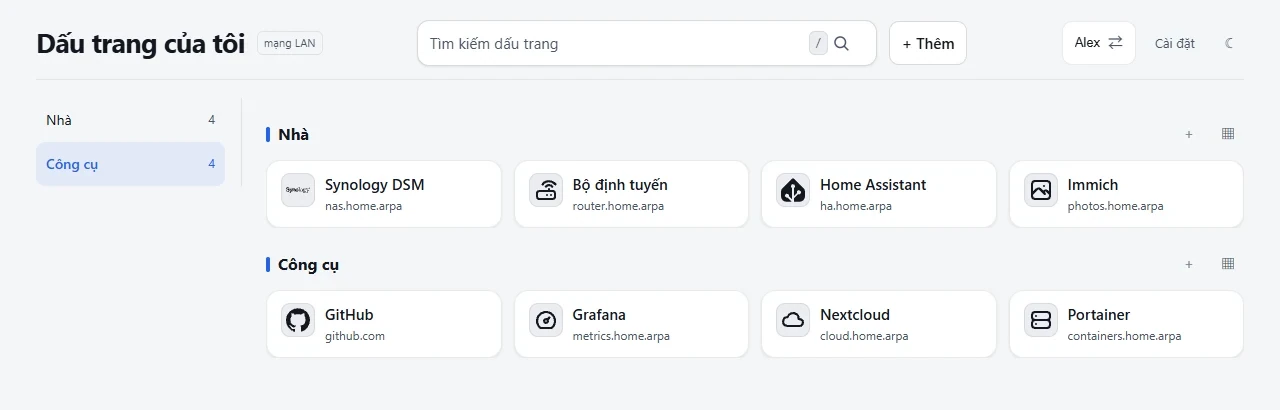 Dấu trang của tôi
mạng LAN
Tìm kiếm dấu trang
/
+ Thêm
Alex
Cài đặt
Nhà 4
Công cụ 4
Nhà
+
Synology
Synology DSM
nas.home.arpa
Bộ định tuyến
router.home.arpa
Home Assistant
ha.home.arpa
Immich
photos.home.arpa
Công cụ
+
GitHub
github.com
Grafana
metrics.home.arpa
Nextcloud
cloud.home.arpa
Portainer
containers.home.arpa